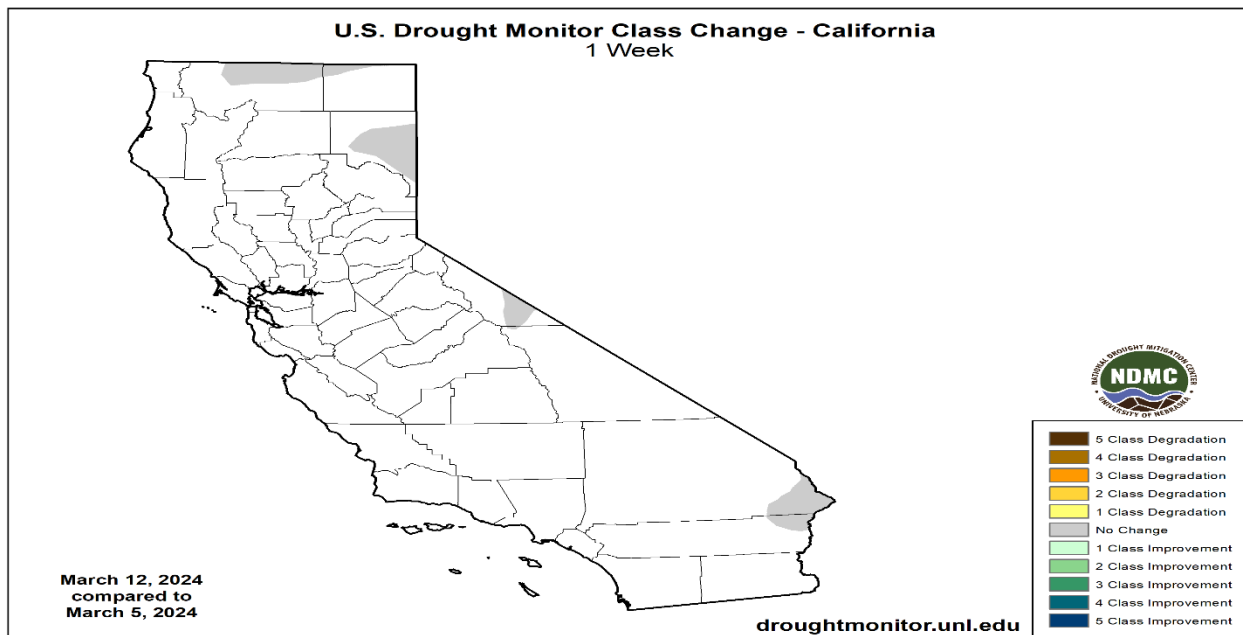 U.S. Drought Monitor Class Change - California
1 Week
NATIONAL DROUGHT MITIGATION CENTER
NDMC
UNIVERSITY OF NEBRASKA
5 Class Degradation
4 Class Degradation
3 Class Degradation
2 Class Degradation
1 Class Degradation
No Change
1 Class Improvement
2 Class Improvement
3 Class Improvement
4 Class Improvement
5 Class Improvement
March 12, 2024
compared to
March 5, 2024
droughtmonitor.unl.edu